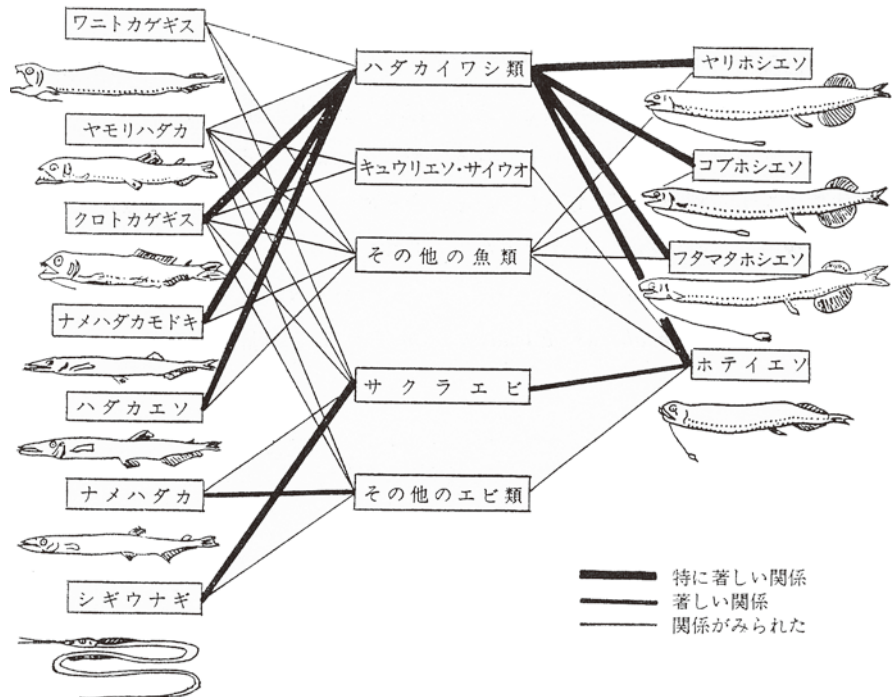 ワニトカゲギス
ヤモリハダカ
クロトカゲギス
ナメハダカモドキ
ハダカエソ
ナメハダカ
シギウナギ
ハダカイワシ類
キュウリエソ・サイウオ
その他の魚類
サクラエビ
その他のエビ類
ヤリホシエソ
コブホシエソ
フタマタホシエソ
ホテイエソ
特に著しい関係
著しい関係
関係がみられた